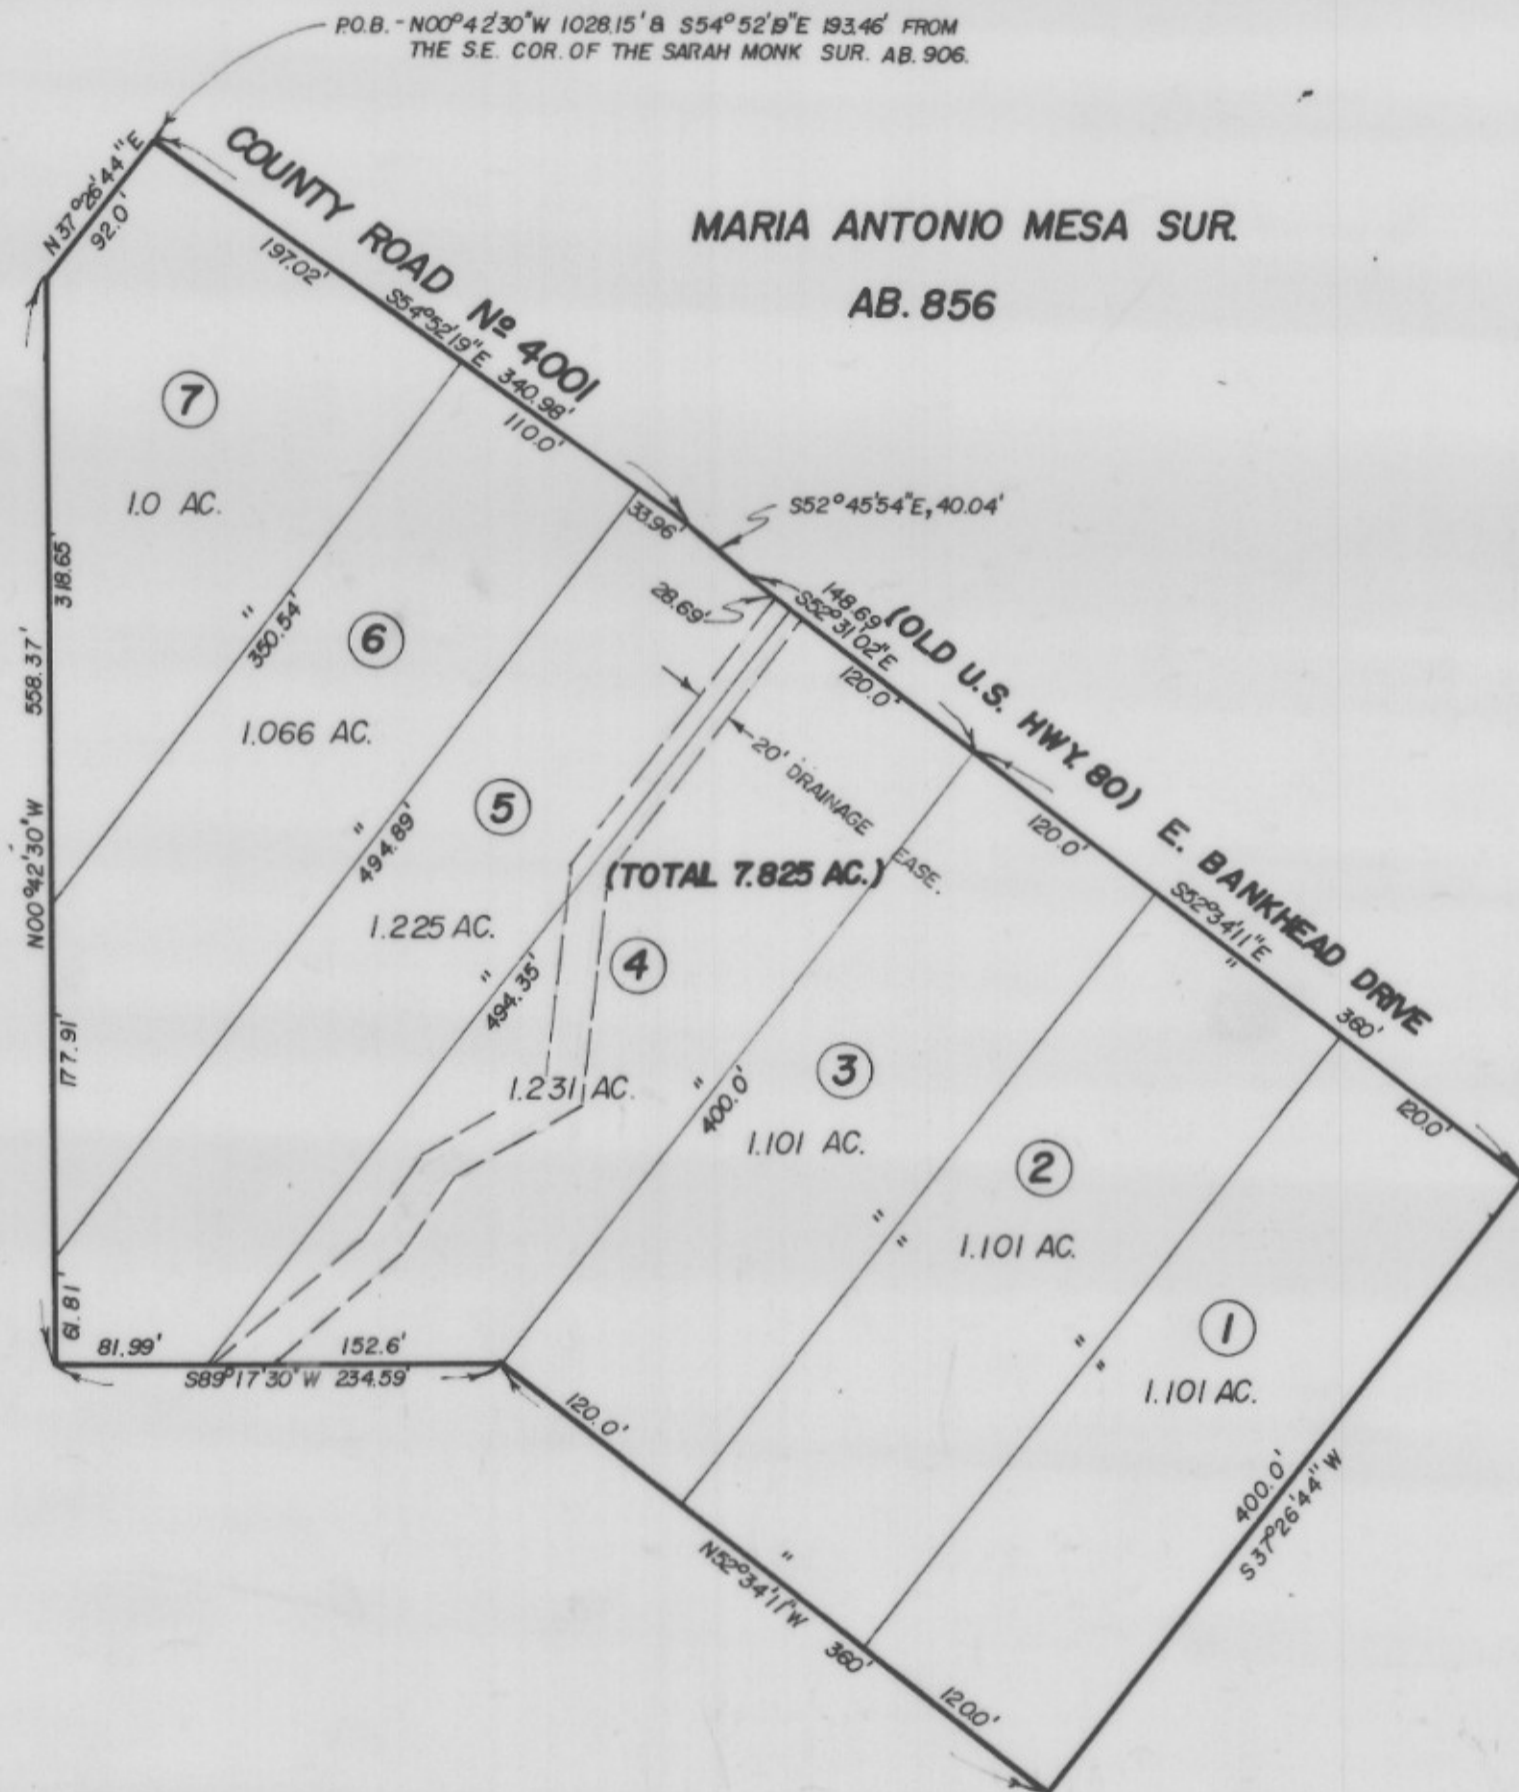 P.O.B. - N00°42'30"W 1028.15' & S54°52'19"E 193.46' FROM
THE S.E. COR. OF THE SARAH MONK SUR. AB. 906.
N37°26'44"E
92.0'
COUNTY ROAD Nº 4001
197.02'
S54°52'19"E 340.98'
110.0'
33.96'
MARIA ANTONIO MESA SUR.
AB. 856
S52°45'54"E, 40.04'
28.69'
148.69'
S52°31'02"E
120.0'
(OLD U.S. HWY. 80) E. BANKHEAD DRIVE
120.0'
S52°34'11"E
"
360'
120.0'
7
1.0 AC.
318.65'
N00°42'30"W 558.37'
177.91'
61.81'
"
350.54'
6
1.066 AC.
"
494.89'
5
1.225 AC.
"
494.35'
20' DRAINAGE EASE.
(TOTAL 7.825 AC.)
4
1.231 AC.
"
400.0'
3
1.101 AC.
"
"
2
1.101 AC.
"
"
1
1.101 AC.
400.0'
S37°26'44"W
81.99'
152.6'
S89°17'30"W 234.59'
120.0'
"
N52°34'11"W 360'
120.0'